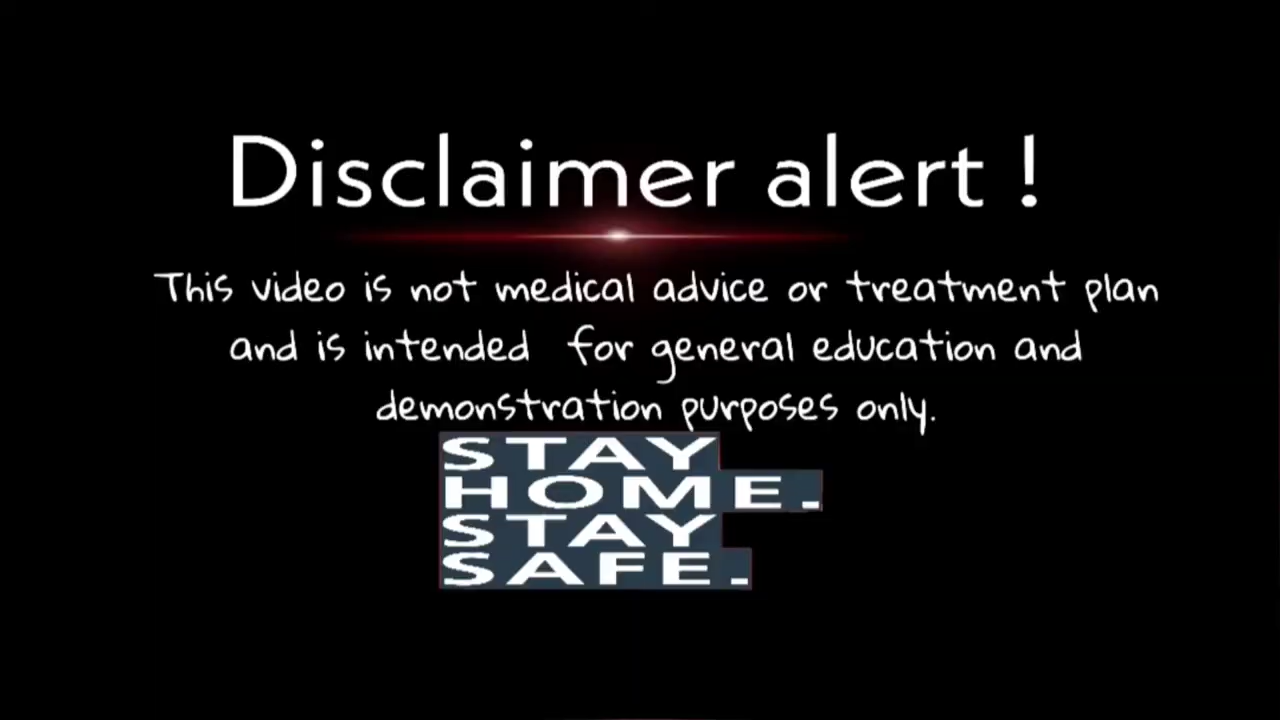 Disclaimer alert !
This video is not medical advice or treatment plan
and is intended for general education and
demonstration purposes only.
STAY
HOME.
STAY
SAFE.